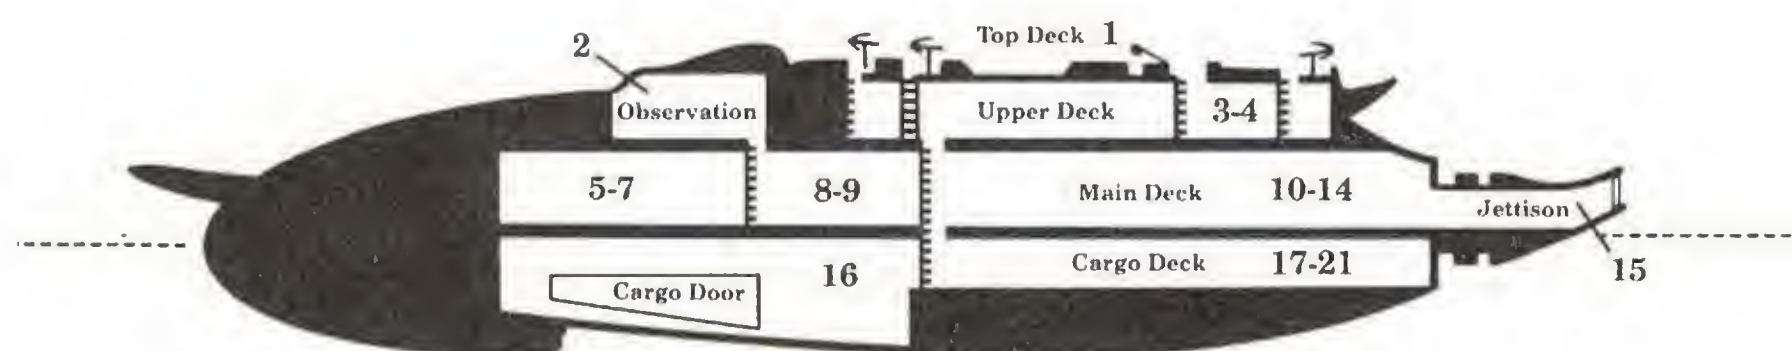 Top Deck 1
2
Observation
Upper Deck
3-4
5-7
8-9
Main Deck 10-14
Jettison
15
16
Cargo Door
Cargo Deck 17-21